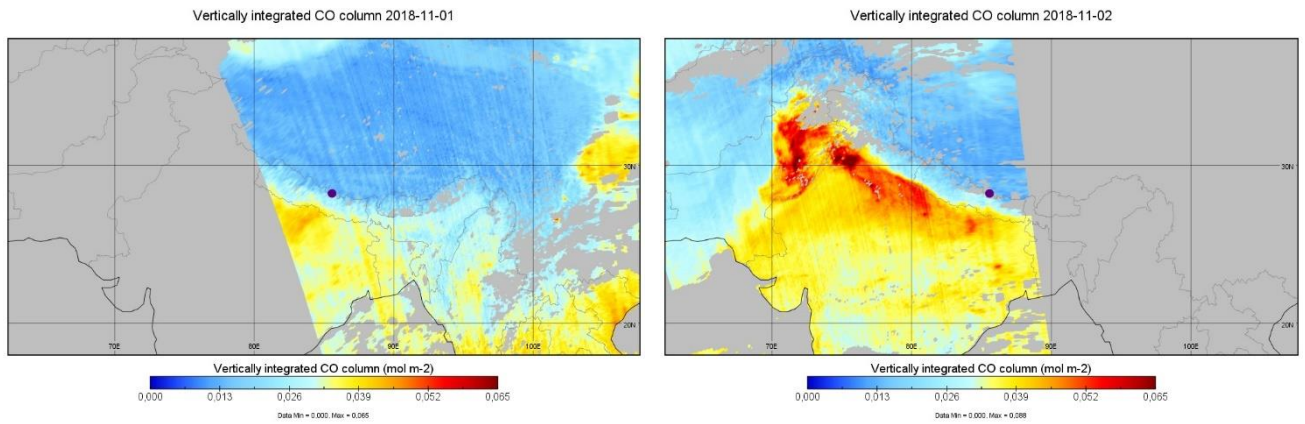 Vertically integrated CO column 2018-11-01
30N
20N
70E
80E
90E
100E
Vertically integrated CO column (mol m-2)
0,000
0,013
0,026
0,039
0,052
0,065
Data Min = 0,000, Max = 0,065
Vertically integrated CO column 2018-11-02
30N
20N
70E
80E
90E
100E
Vertically integrated CO column (mol m-2)
0,000
0,013
0,026
0,039
0,052
0,065
Data Min = 0,000, Max = 0,088